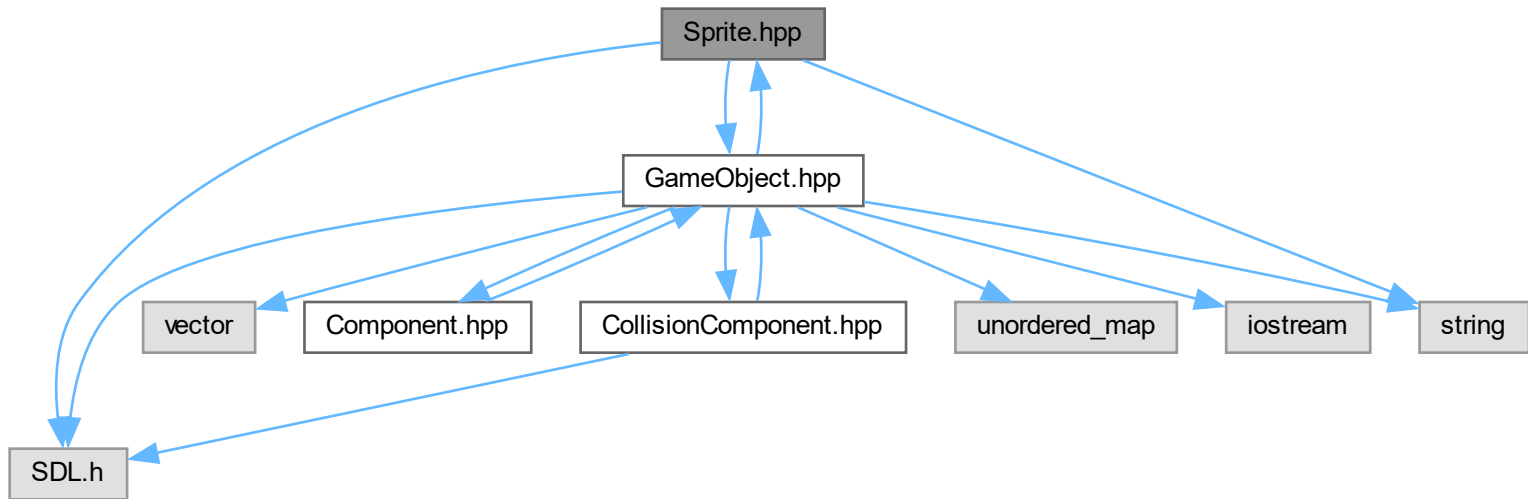 Sprite.hpp
GameObject.hpp
vector
Component.hpp
CollisionComponent.hpp
unordered_map
iostream
string
SDL.h